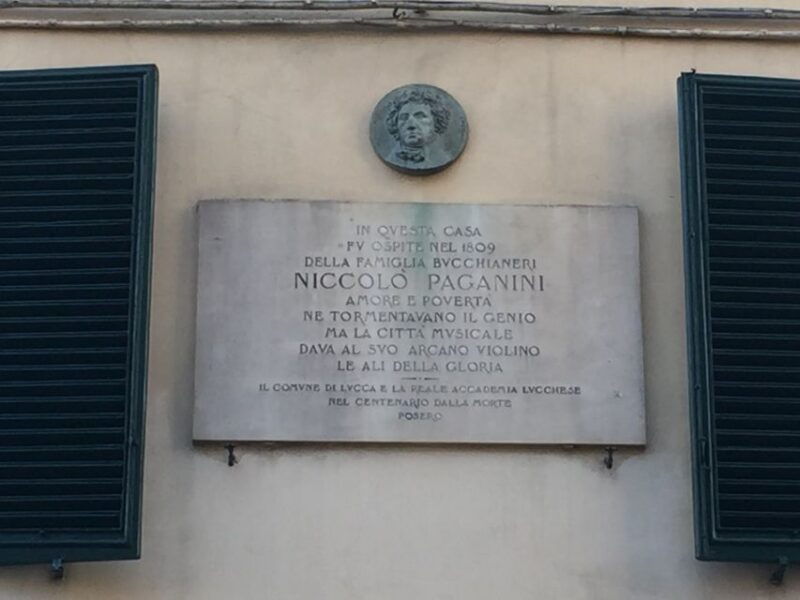 IN QVESTA CASA
FV OSPITE NEL 1809
DELLA FAMIGLIA BVCCHIANERI
NICCOLÒ PAGANINI
AMORE E POVERTÀ
NE TORMENTAVANO IL GENIO
MA LA CITTÀ MVSICALE
DAVA AL SVO ARCANO VIOLINO
LE ALI DELLA GLORIA
IL COMVNE DI LVCCA E LA REALE ACCADEMIA LVCCHESE
NEL CENTENARIO DALLA MORTE
POSERO